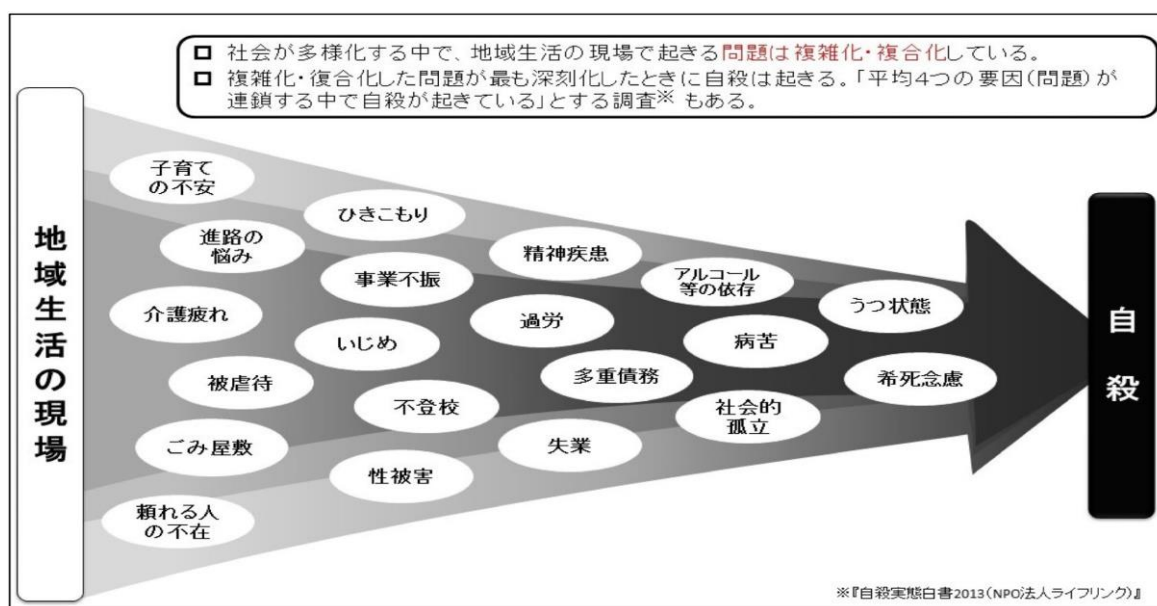 □ 社会が多様化する中で、地域生活の現場で起きる問題は複雑化・複合化している。
□ 複雑化・復合化した問題が最も深刻化したときに自殺は起きる。「平均４つの要因（問題）が
連鎖する中で自殺が起きている」とする調査※ もある。
地域生活の現場
子育て
の不安
進路の
悩み
介護疲れ
被虐待
ごみ屋敷
頼れる人
の不在
ひきこもり
事業不振
いじめ
不登校
性被害
精神疾患
過労
多重債務
失業
アルコール
等の依存
病苦
社会的
孤立
うつ状態
希死念慮
自殺
※『自殺実態白書2013（NPO法人ライフリンク）』